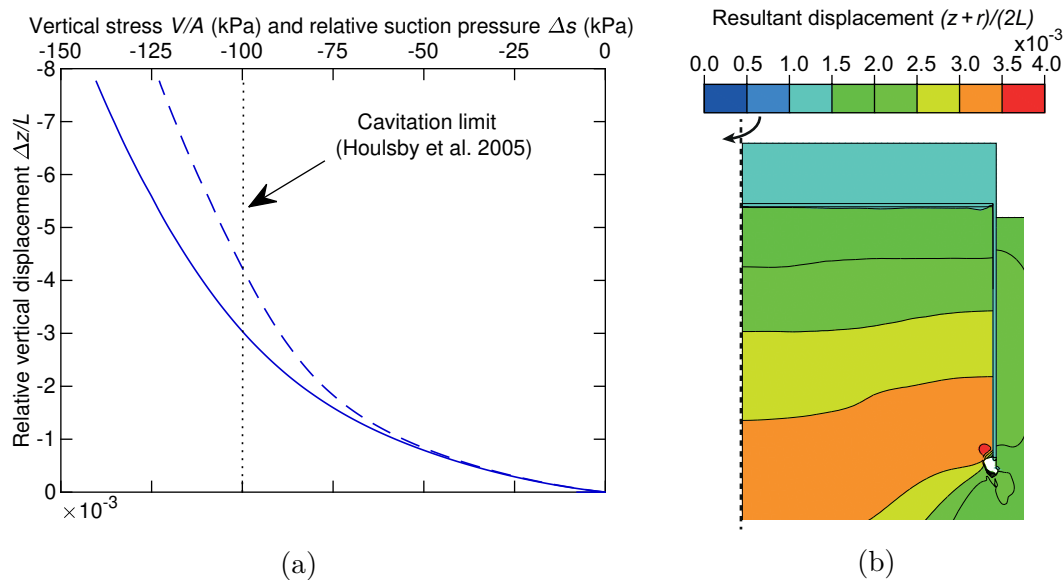 Vertical stress V/A (kPa) and relative suction pressure Δs (kPa)
-150 -125 -100 -75 -50 -25 0
-8
-7
-6
-5
-4
-3
-2
-1
0
Relative vertical displacement Δz/L
×10⁻³
Cavitation limit
(Houlsby et al. 2005)
(a)
Resultant displacement (z+r)/(2L)
x10⁻³
0.0 0.5 1.0 1.5 2.0 2.5 3.0 3.5 4.0
(b)